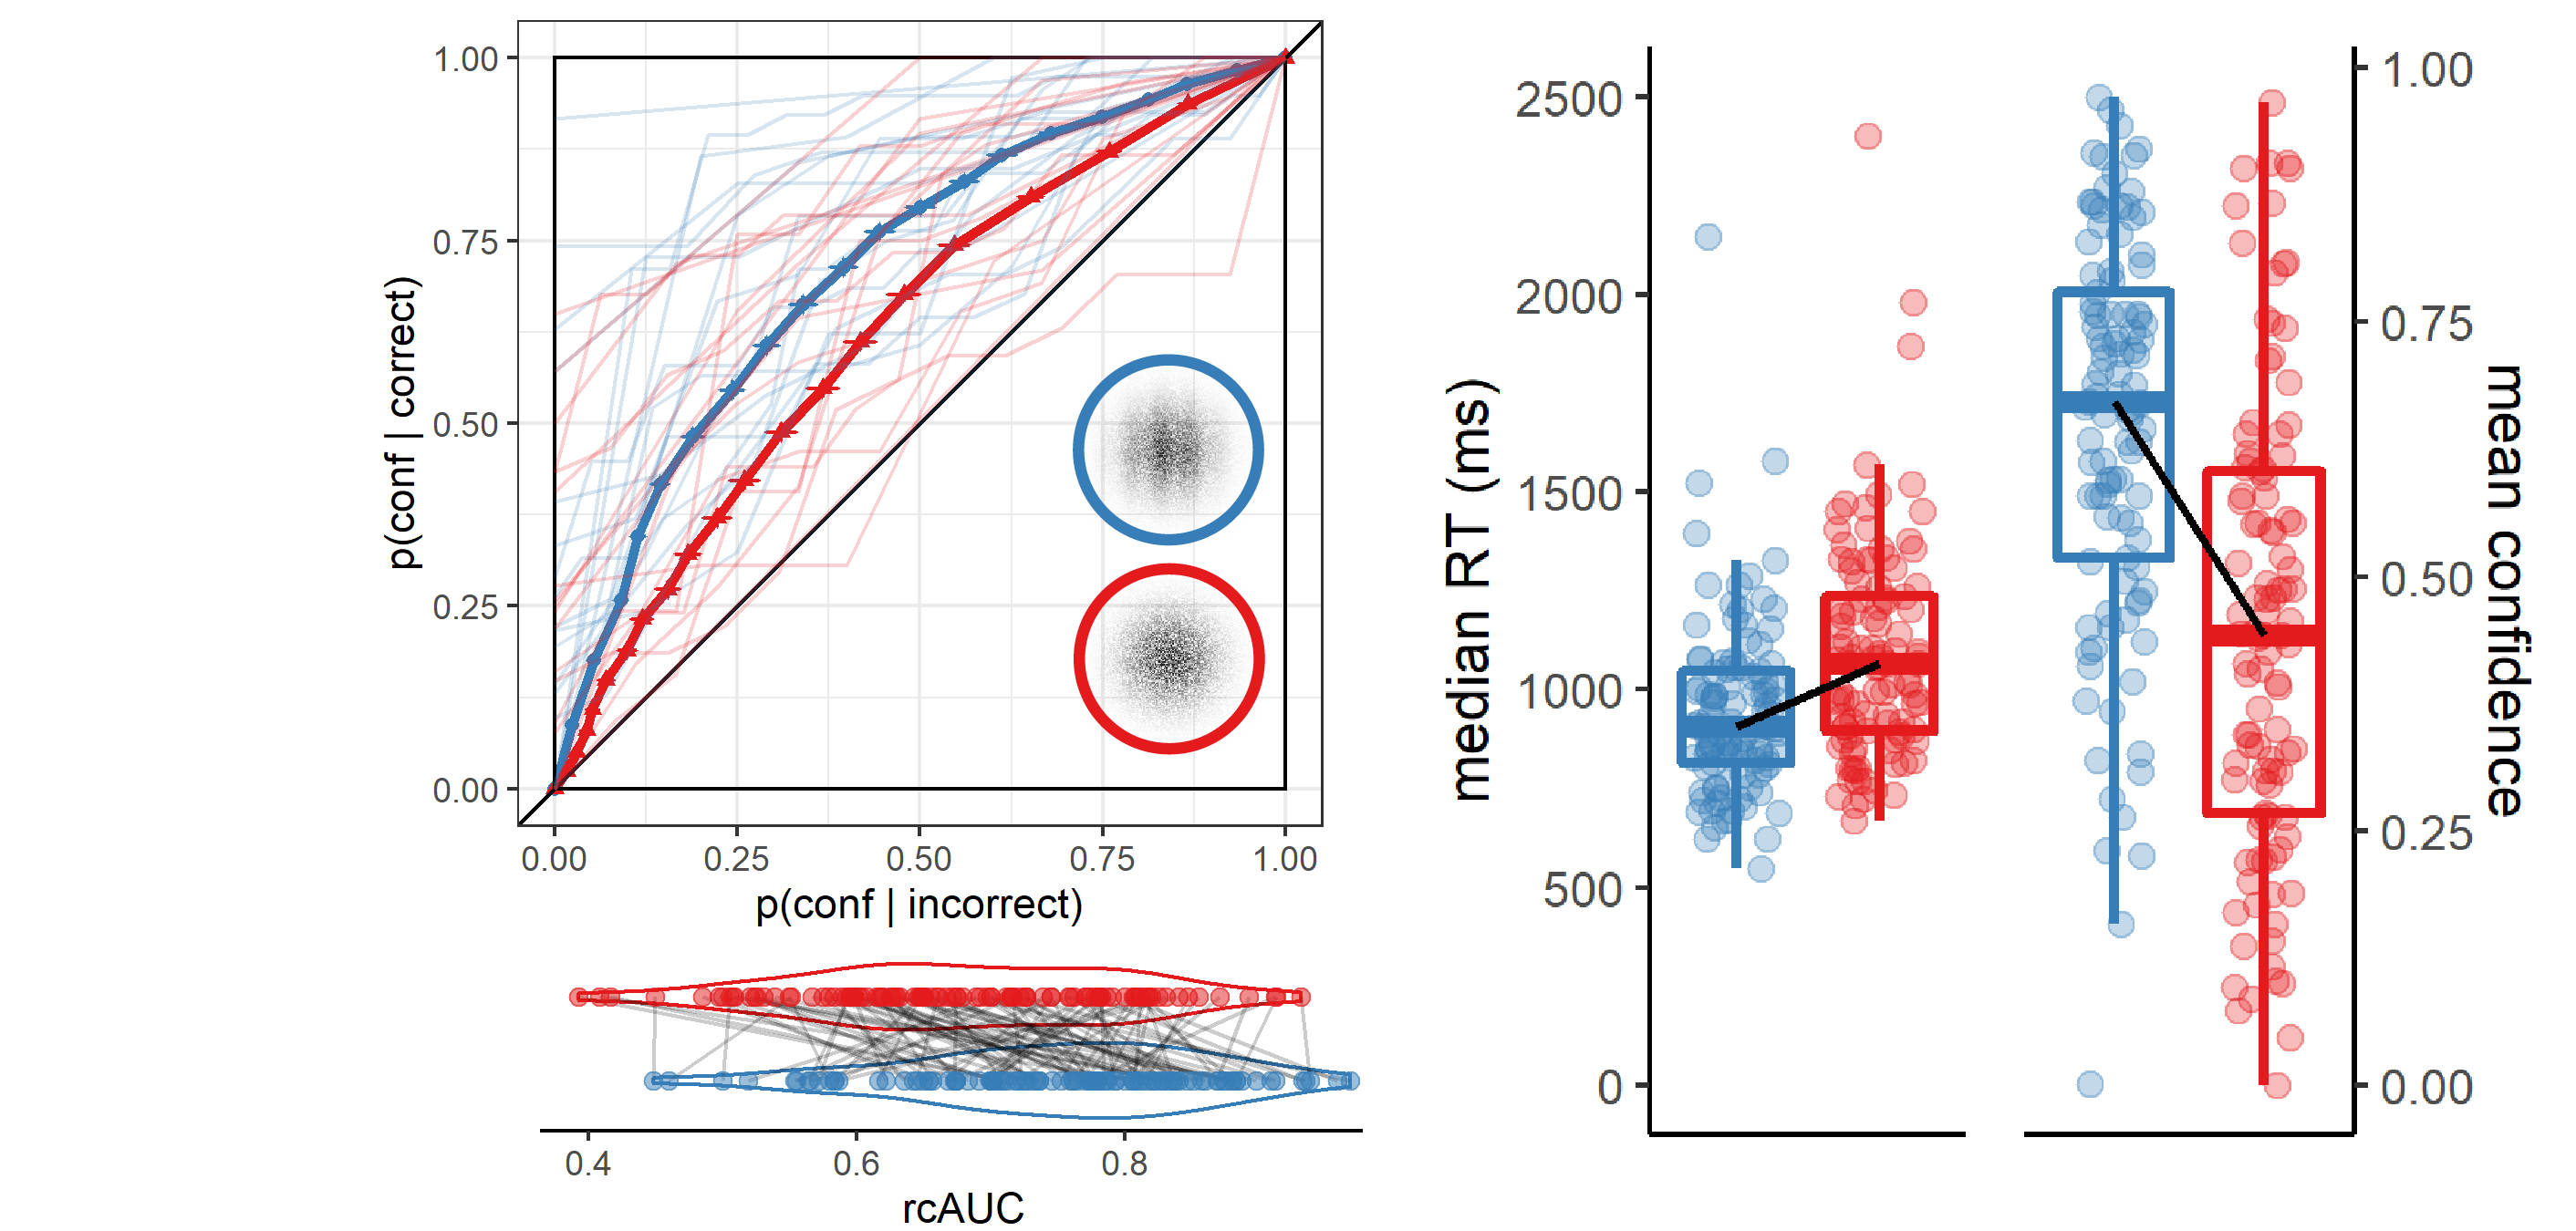 1.00
0.75
0.50
0.25
0.00
p(conf | correct)
0.00 0.25 0.50 0.75 1.00
p(conf | incorrect)
0.4 0.6 0.8
rcAUC
2500
2000
1500
1000
500
0
median RT (ms)
1.00
0.75
0.50
0.25
0.00
mean confidence